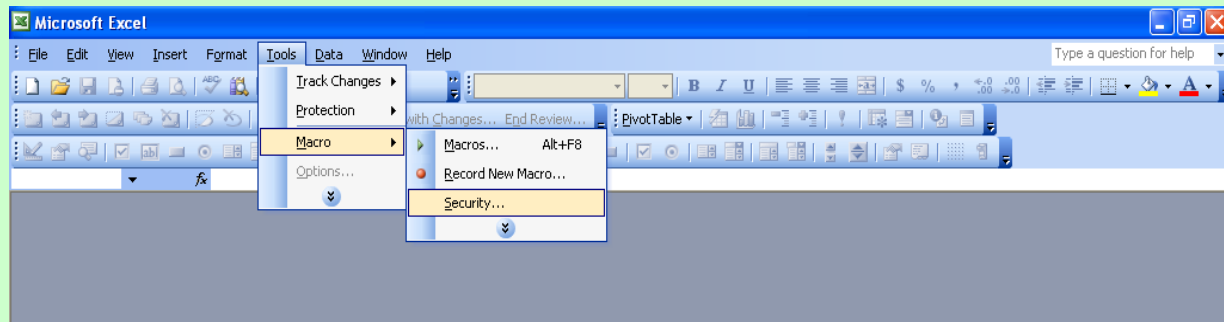 Microsoft Excel
File Edit View Insert Format Tools Data Window Help Type a question for help
Track Changes
B I U $ % ,
Protection
with Changes... End Review... PivotTable
Macro
Macros... Alt+F8
Options...
Record New Macro...
fx
Security...